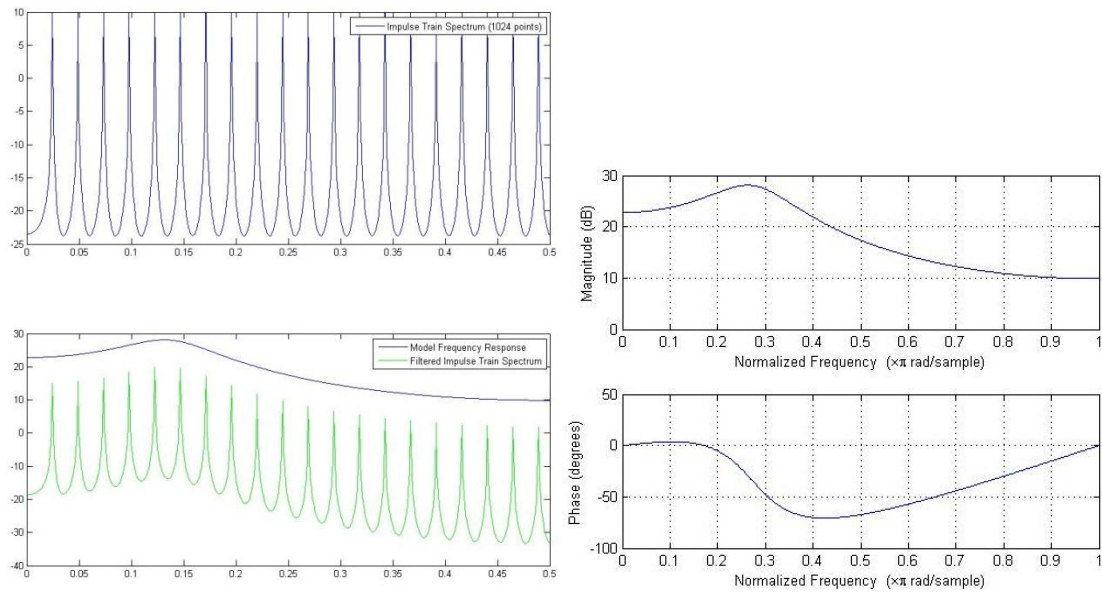 10
5
0
-5
-10
-15
-20
-25
0 0.05 0.1 0.15 0.2 0.25 0.3 0.35 0.4 0.45 0.5
Impulse Train Spectrum (1024 points)
30
20
10
0
-10
-20
-30
-40
0 0.05 0.1 0.15 0.2 0.25 0.3 0.35 0.4 0.45 0.5
Model Frequency Response
Filtered Impulse Train Spectrum
Magnitude (dB)
30
20
10
0
0 0.1 0.2 0.3 0.4 0.5 0.6 0.7 0.8 0.9 1
Normalized Frequency (×π rad/sample)
Phase (degrees)
50
0
-50
-100
0 0.1 0.2 0.3 0.4 0.5 0.6 0.7 0.8 0.9 1
Normalized Frequency (×π rad/sample)